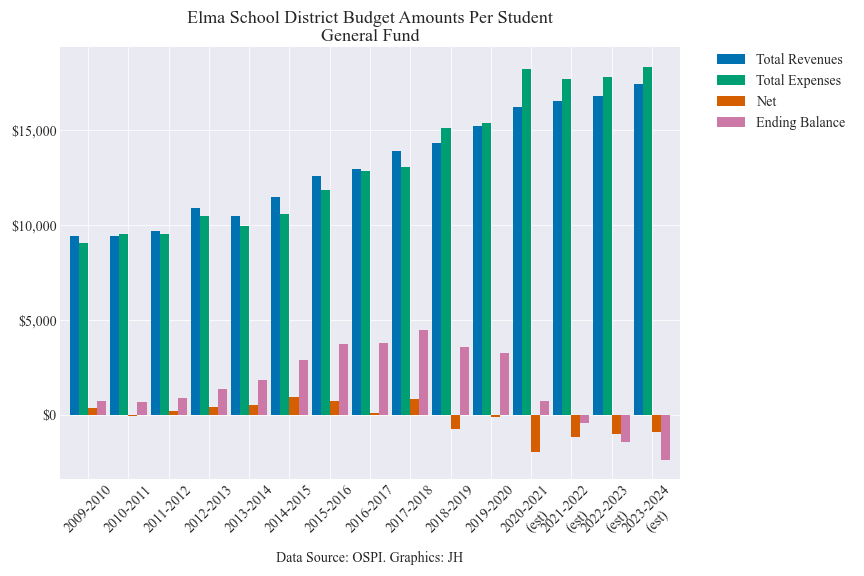 Elma School District Budget Amounts Per Student
General Fund
Total Revenues
Total Expenses
Net
Ending Balance
$15,000
$10,000
$5,000
$0
2009-2010
2010-2011
2011-2012
2012-2013
2013-2014
2014-2015
2015-2016
2016-2017
2017-2018
2018-2019
2019-2020
2020-2021
(est)
2021-2022
(est)
2022-2023
(est)
2023-2024
(est)
Data Source: OSPI. Graphics: JH